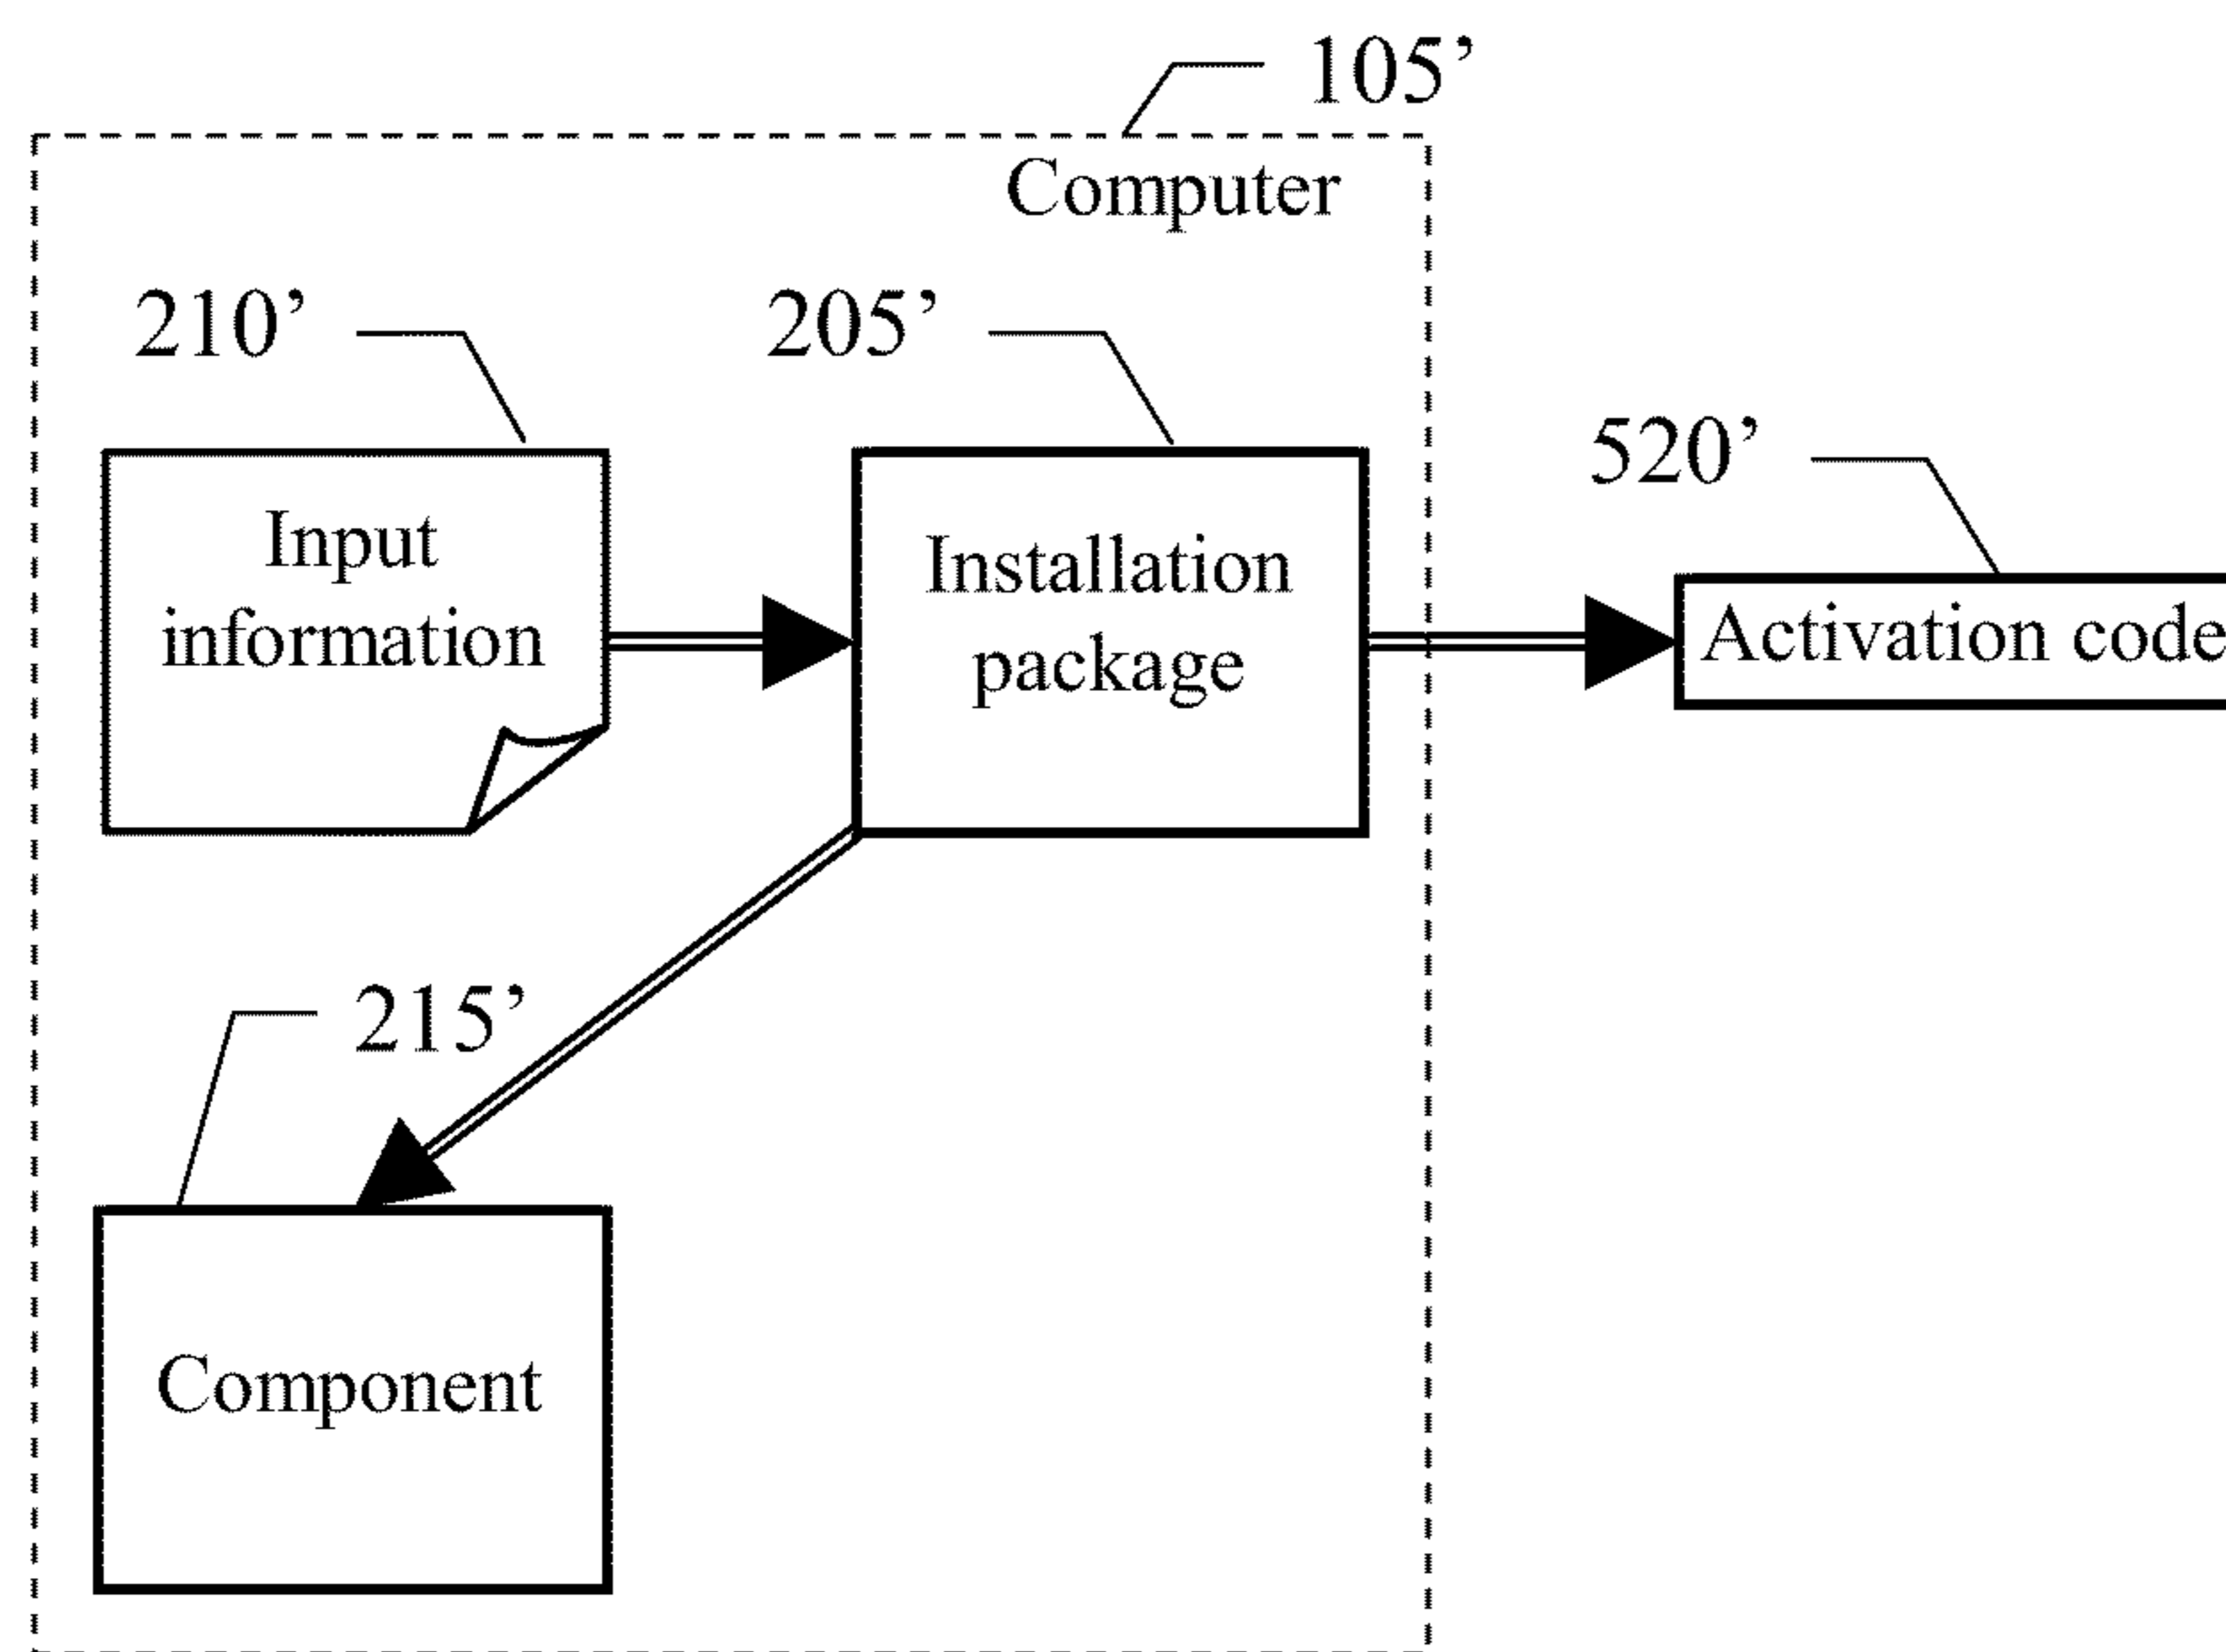 105’
Computer
210’
205’
520’
Input
information
Installation
package
Activation code
215’
Component